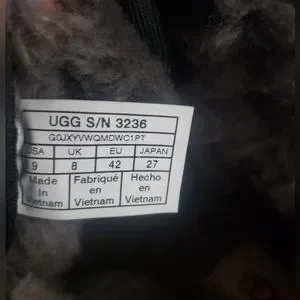 UGG S/N 3236
G0JXYVWQMDWC1PT
USA UK EU JAPAN
9 8 42 27
Made Fabriqué Hecho
in en en
Vietnam Vietnam Vietnam